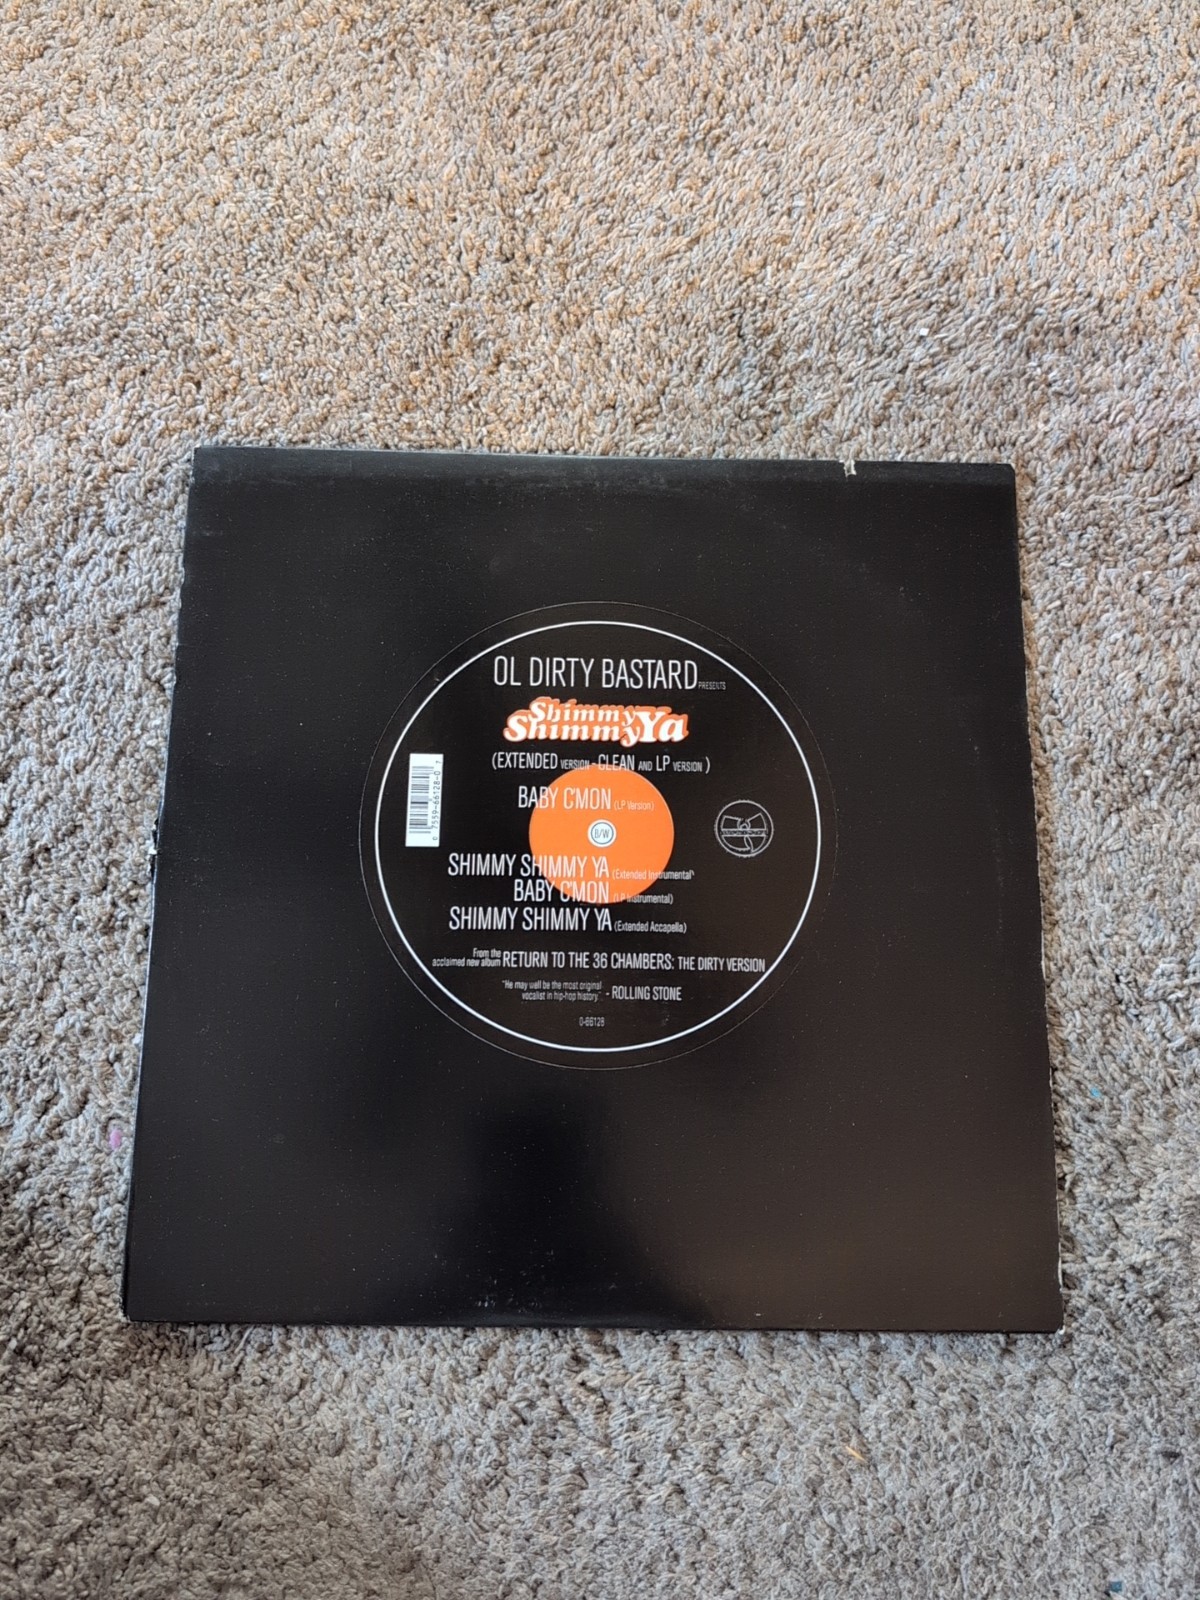 OL DIRTY BASTARD PRESENTS
Shimmy
Shimmy Ya
(EXTENDED VERSION - CLEAN AND LP VERSION )
BABY C'MON (LP Version)
B/W
SHIMMY SHIMMY YA (Extended Instrumental)
BABY C'MON (LP Instrumental)
SHIMMY SHIMMY YA (Extended Accapella)
From the
acclaimed new album RETURN TO THE 36 CHAMBERS: THE DIRTY VERSION
"He may well be the most original
vocalist in hip-hop history." - ROLLING STONE
0-66128
7559-66128-0